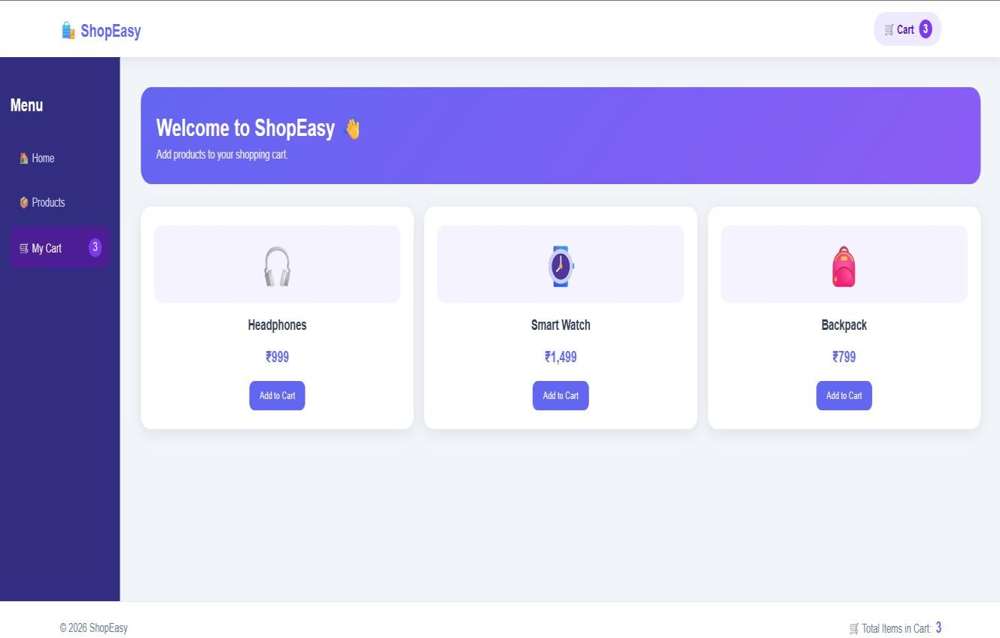 ShopEasy
Cart 3
Menu
Home
Products
My Cart 3
Welcome to ShopEasy
Add products to your shopping cart.
Headphones
₹999
Add to Cart
Smart Watch
₹1,499
Add to Cart
Backpack
₹799
Add to Cart
© 2026 ShopEasy
Total Items in Cart: 3